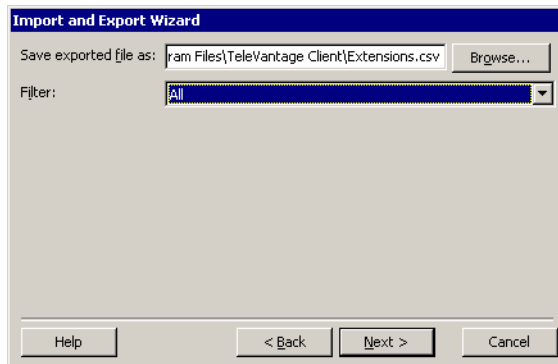 Import and Export Wizard
Save exported file as: ram Files\TeleVantage Client\Extensions.csv Browse...
Filter: All
Help < Back Next > Cancel